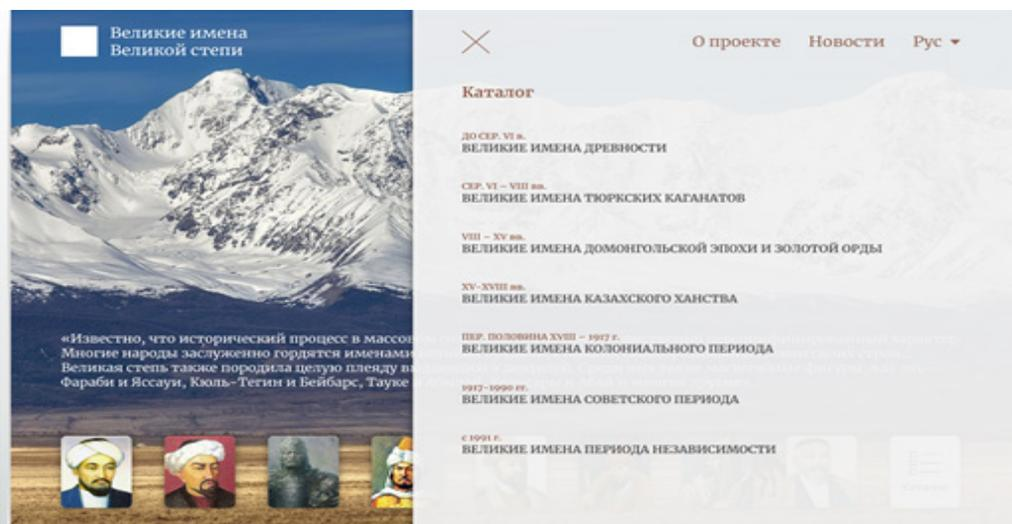 Великие имена
Великой степи
О проекте
Новости
Рус
Каталог
ДО СЕР. VI в.
ВЕЛИКИЕ ИМЕНА ДРЕВНОСТИ
СЕР. VI – VIII вв.
ВЕЛИКИЕ ИМЕНА ТЮРКСКИХ КАГАНАТОВ
VIII – XV вв.
ВЕЛИКИЕ ИМЕНА ДОМОНГОЛЬСКОЙ ЭПОХИ И ЗОЛОТОЙ ОРДЫ
XV-XVIII вв.
ВЕЛИКИЕ ИМЕНА КАЗАХСКОГО ХАНСТВА
ПЕР. ПОЛОВИНА XVIII – 1917 г.
ВЕЛИКИЕ ИМЕНА КОЛОНИАЛЬНОГО ПЕРИОДА
1917-1990 гг.
ВЕЛИКИЕ ИМЕНА СОВЕТСКОГО ПЕРИОДА
с 1991 г.
ВЕЛИКИЕ ИМЕНА ПЕРИОДА НЕЗАВИСИМОСТИ
«Известно, что исторический процесс в
Многие народы заслуженно гордятся именами
Великая степь также породила целую плеяду
Фараби и Яссауи, Кюль-Тегин и Бейбарс, Тауке